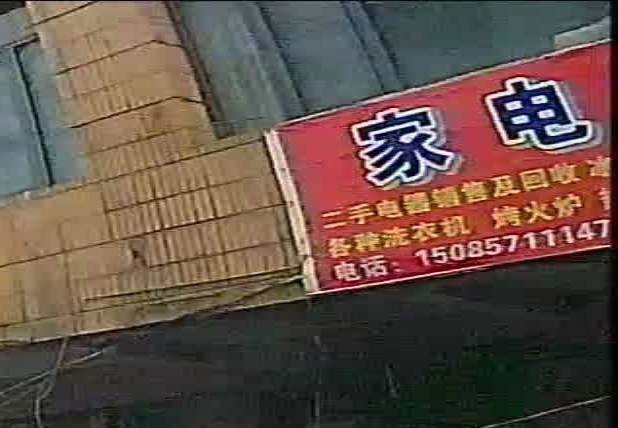 家电
二手电器销售及回收
各种洗衣机 烤火炉
电话：15085711147